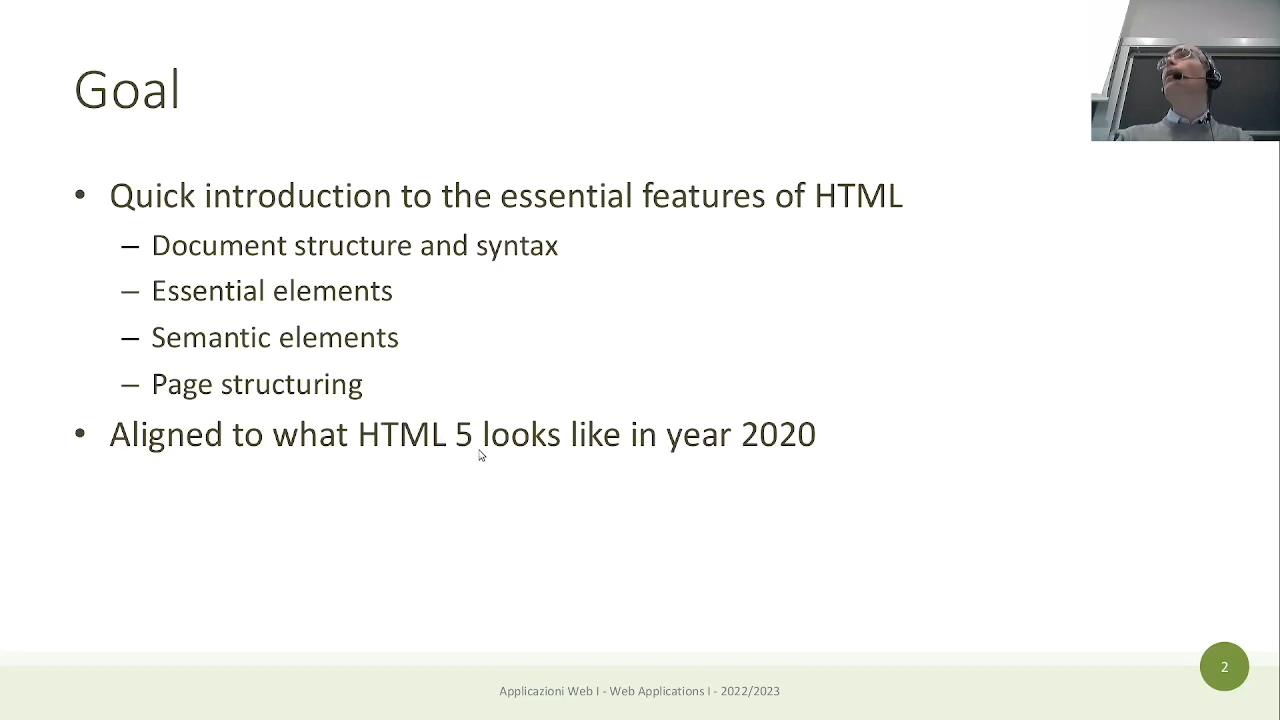 Goal
• Quick introduction to the essential features of HTML
– Document structure and syntax
– Essential elements
– Semantic elements
– Page structuring
• Aligned to what HTML 5 looks like in year 2020
2
Applicazioni Web I - Web Applications I - 2022/2023